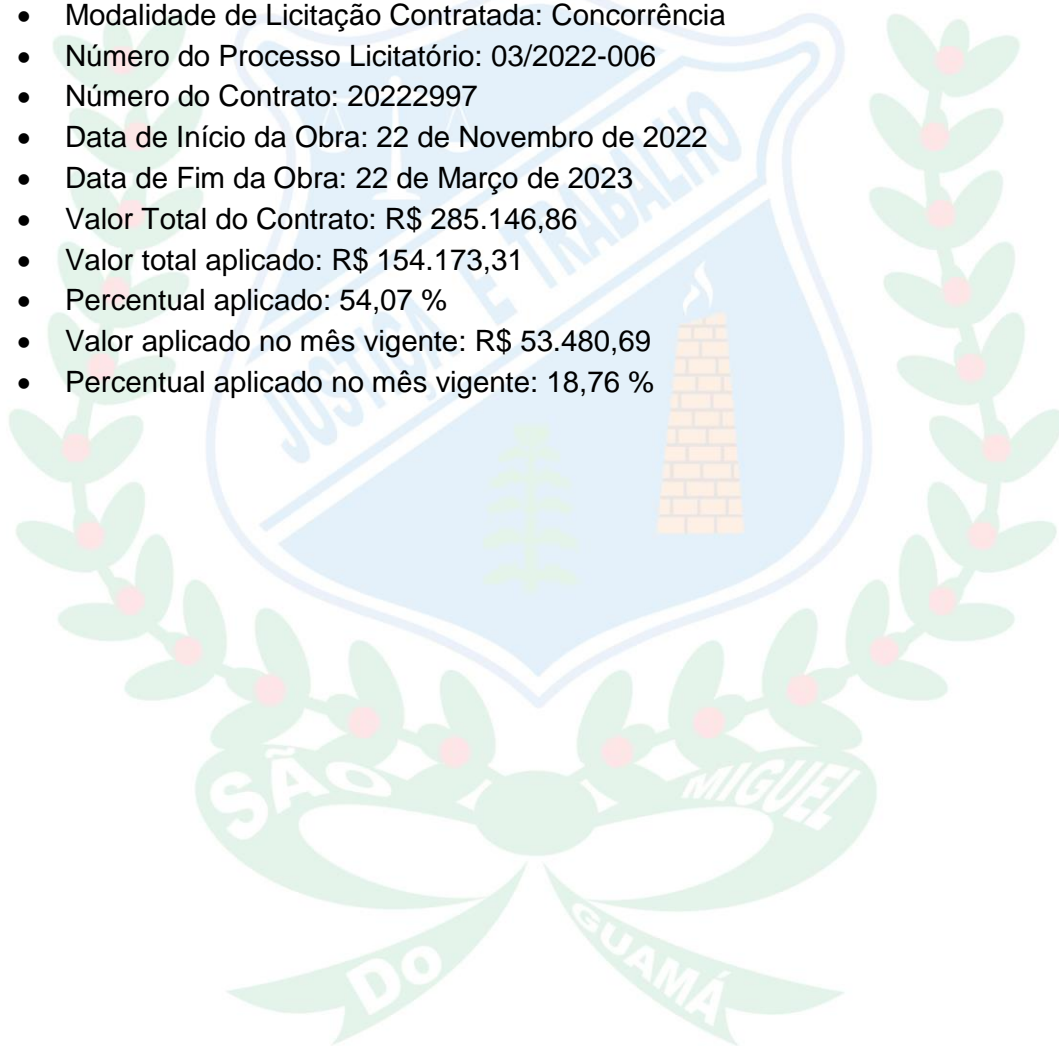 • Modalidade de Licitação Contratada: Concorrência
• Número do Processo Licitatório: 03/2022-006
• Número do Contrato: 20222997
• Data de Início da Obra: 22 de Novembro de 2022
• Data de Fim da Obra: 22 de Março de 2023
• Valor Total do Contrato: R$ 285.146,86
• Valor total aplicado: R$ 154.173,31
• Percentual aplicado: 54,07 %
• Valor aplicado no mês vigente: R$ 53.480,69
• Percentual aplicado no mês vigente: 18,76 %
JUSTIÇA E TRABALHO
SÃO MIGUEL
DO GUAMÁ